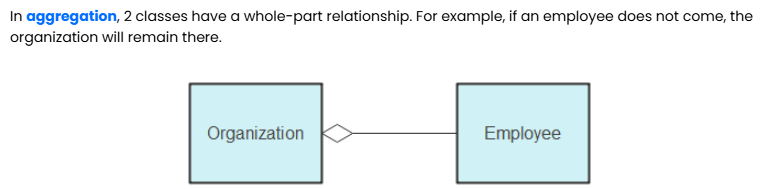 In aggregation, 2 classes have a whole-part relationship. For example, if an employee does not come, the
organization will remain there.
Organization
Employee